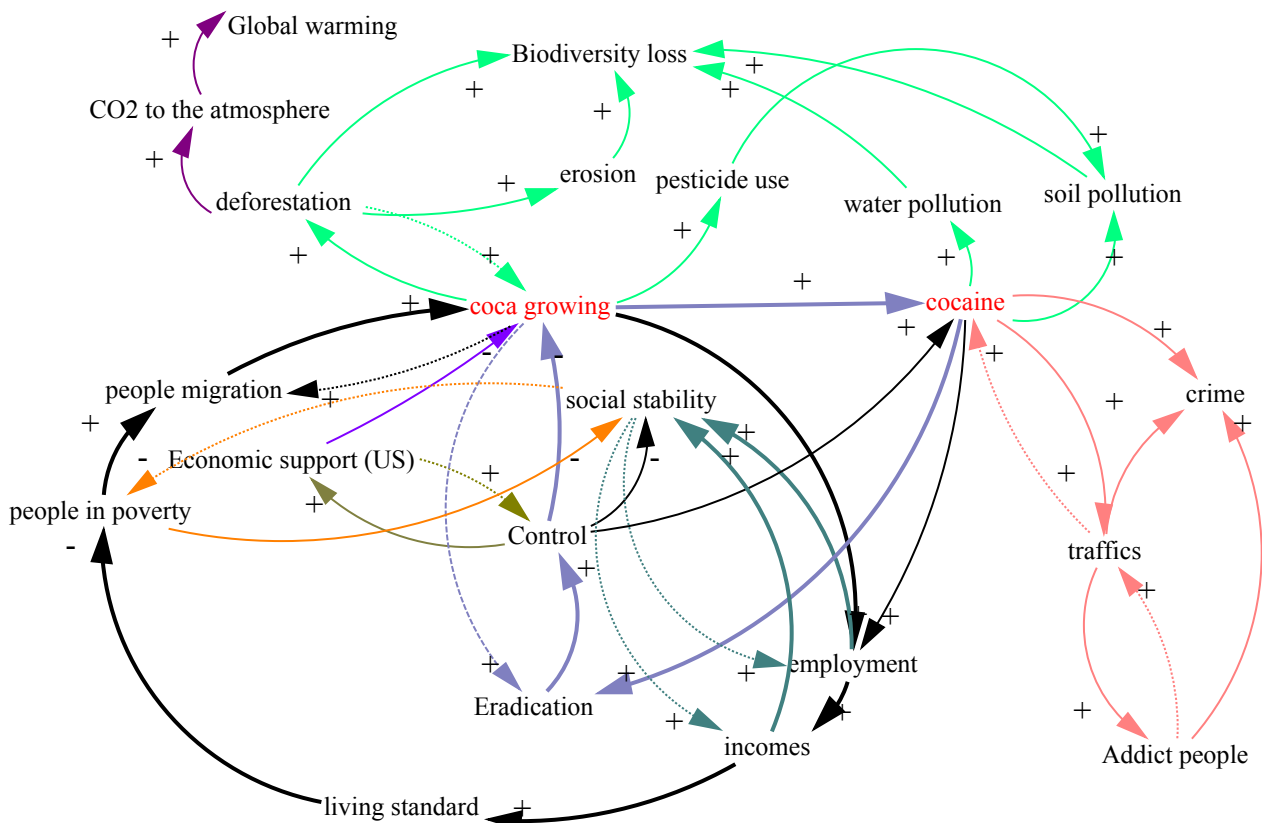 Global warming
+
Biodiversity loss
+
+
+
CO2 to the atmosphere
+
+
+
+
erosion
pesticide use
soil pollution
deforestation
+
water pollution
+
+
+
+
+
+
coca growing
+
cocaine
+
+
-
-
+
people migration
+
social stability
crime
+
+
+
+
-
Economic support (US)
-
-
+
+
+
people in poverty
+
-
Control
traffics
+
+
+
+
employment
+
+
+
Eradication
+
+
+
incomes
Addict people
living standard
+